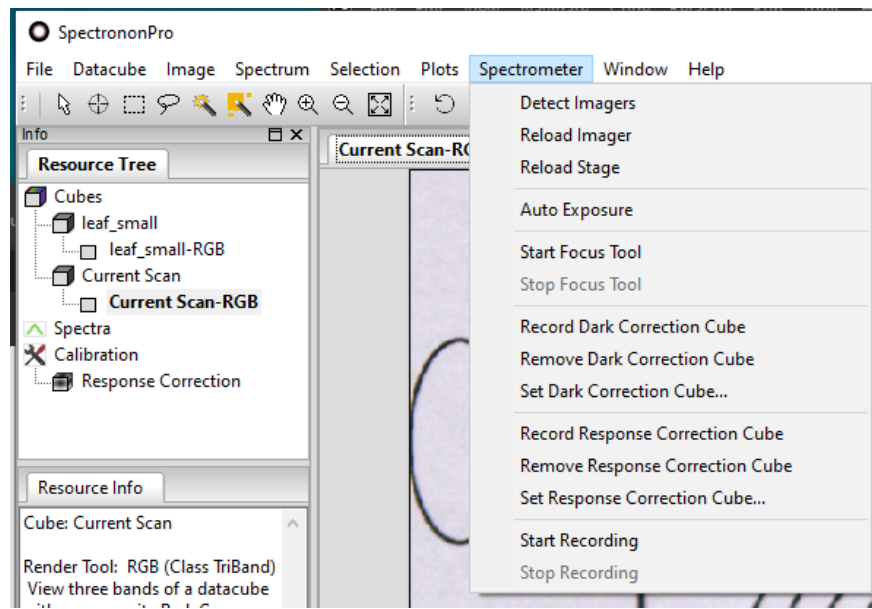 SpectrononPro
File Datacube Image Spectrum Selection Plots Spectrometer Window Help
Info
Resource Tree
Cubes
leaf_small
leaf_small-RGB
Current Scan
Current Scan-RGB
Spectra
Calibration
Response Correction
Resource Info
Cube: Current Scan
Render Tool: RGB (Class TriBand)
View three bands of a datacube
Current Scan-RG
Detect Imagers
Reload Imager
Reload Stage
Auto Exposure
Start Focus Tool
Stop Focus Tool
Record Dark Correction Cube
Remove Dark Correction Cube
Set Dark Correction Cube...
Record Response Correction Cube
Remove Response Correction Cube
Set Response Correction Cube...
Start Recording
Stop Recording